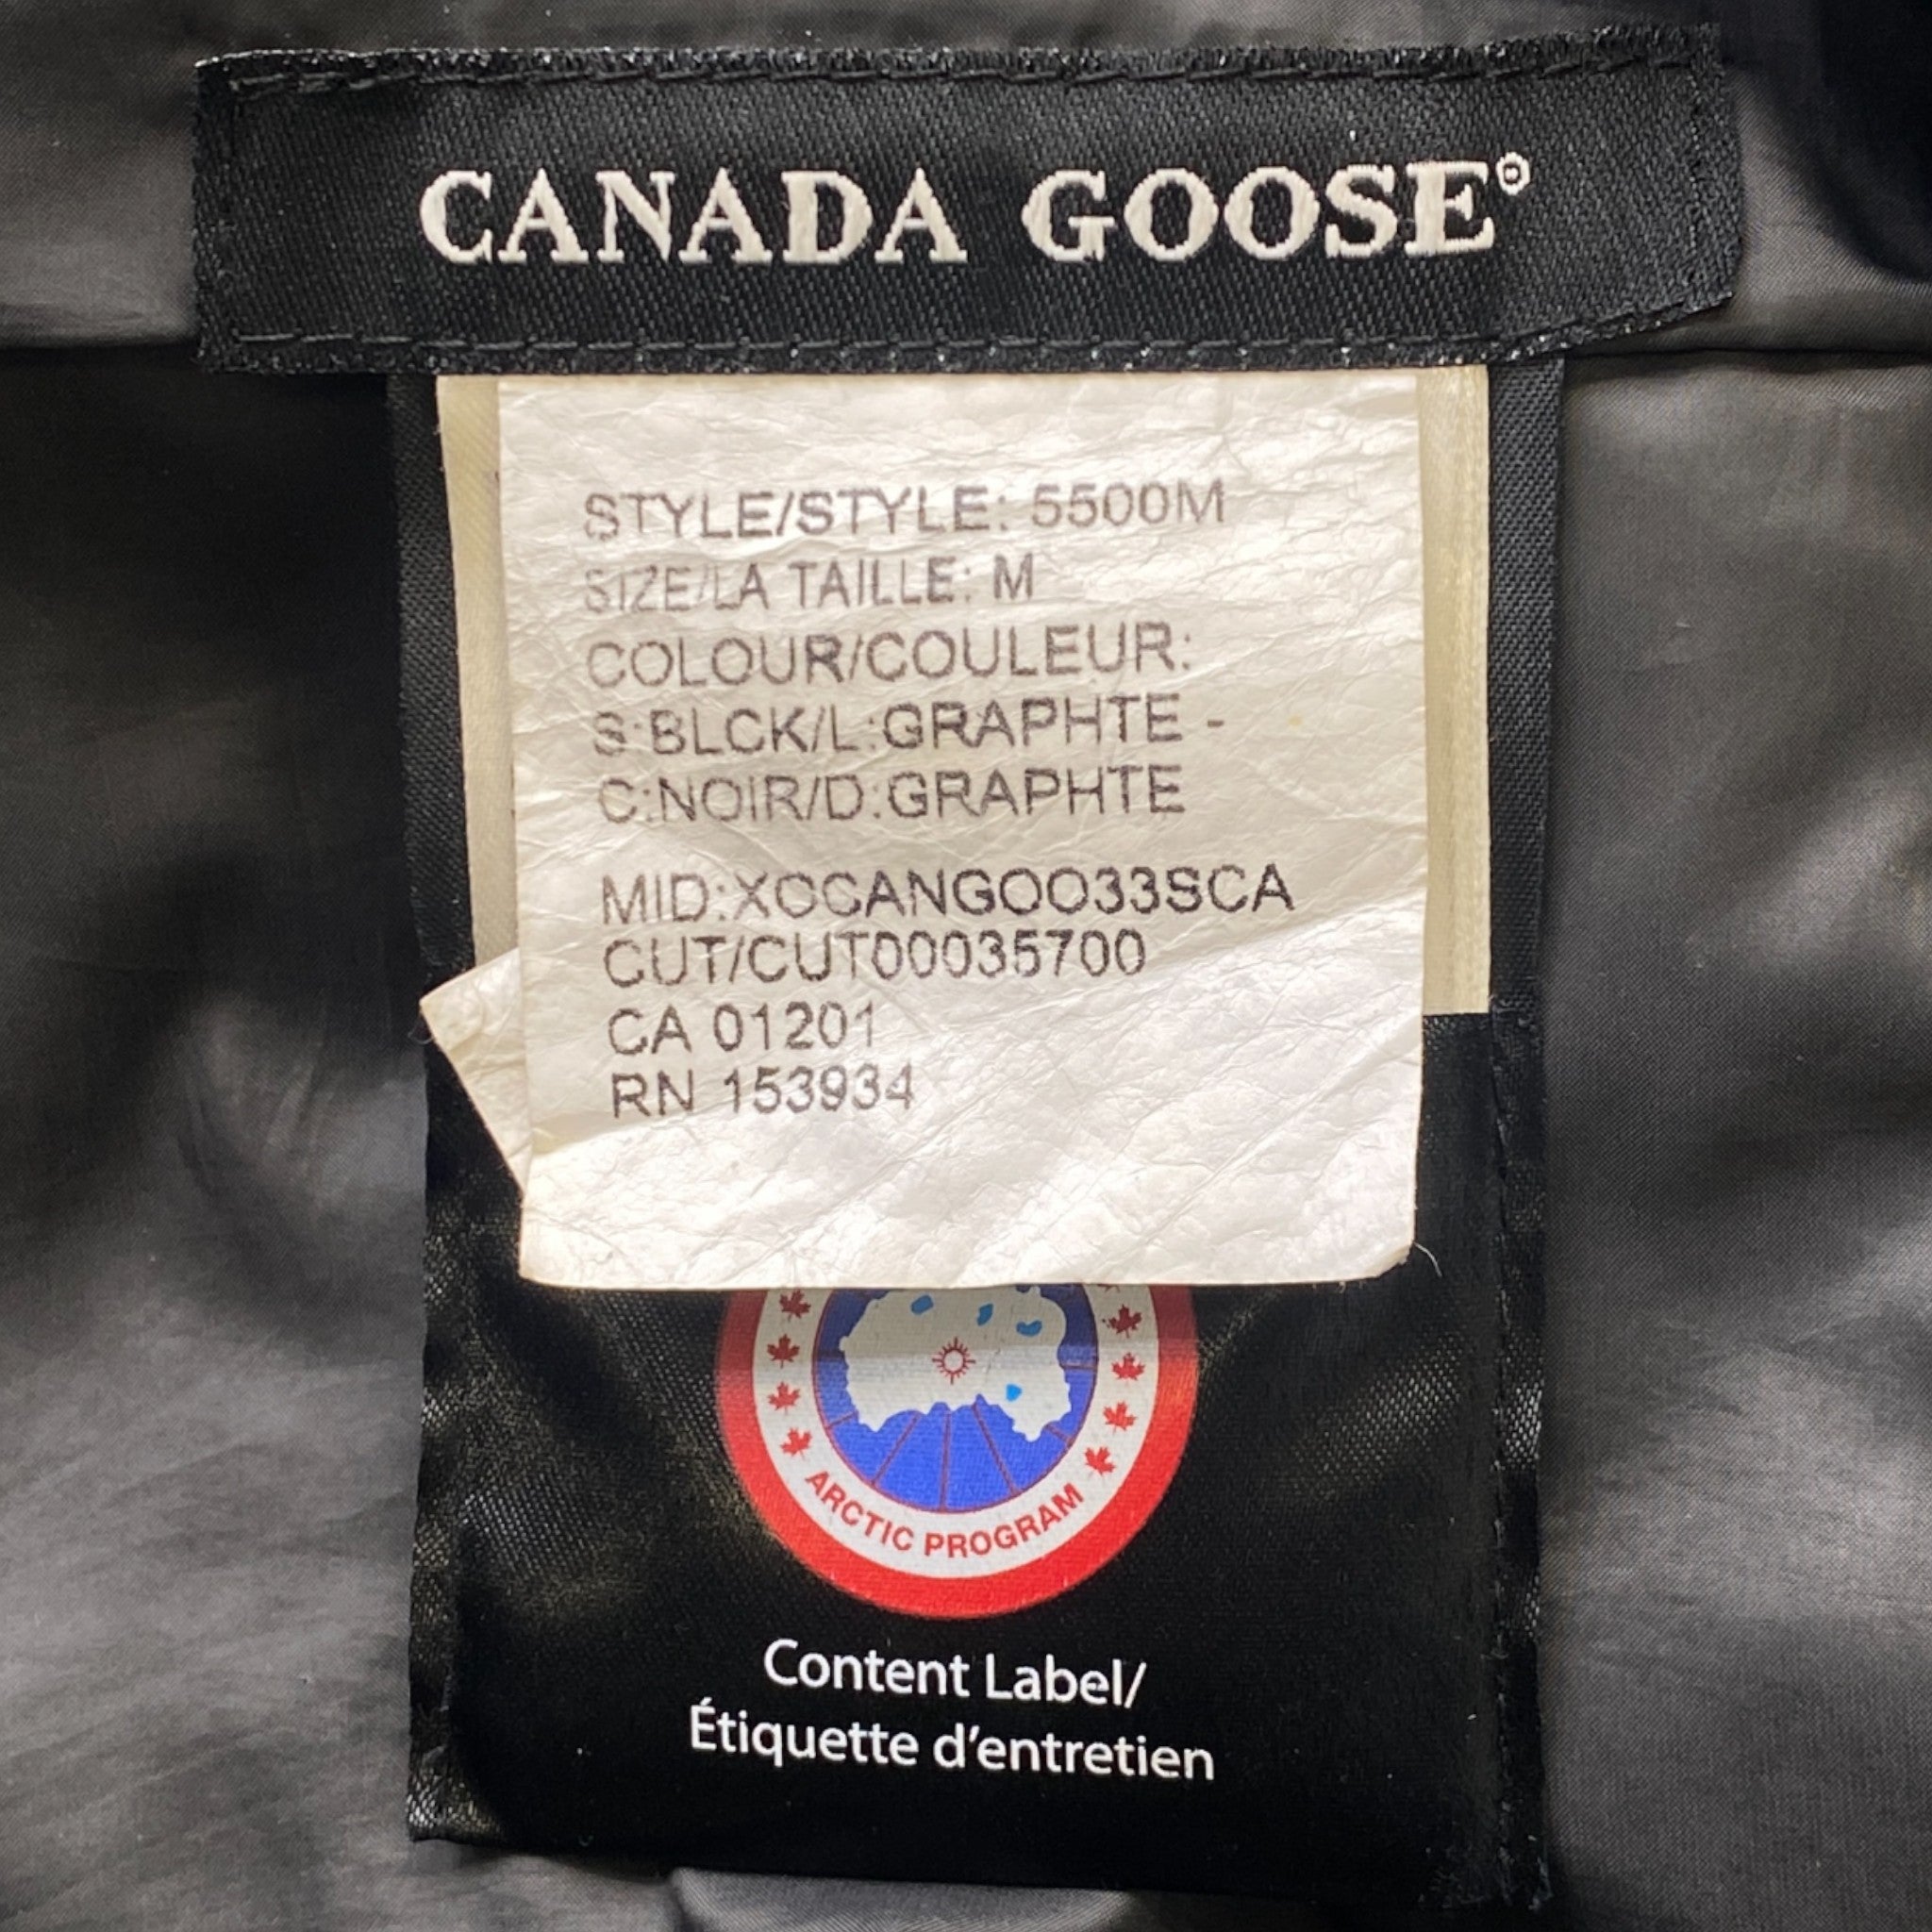 CANADA GOOSE®
STYLE/STYLE: 5500M
SIZE/LA TAILLE: M
COLOUR/COULEUR:
S:BLCK/L:GRAPHTE -
C:NOIR/D:GRAPHTE
MID:XOCANGOO33SCA
CUT/CUT00035700
CA 01201
RN 153934
ARCTIC PROGRAM
Content Label/
Étiquette d'entretien